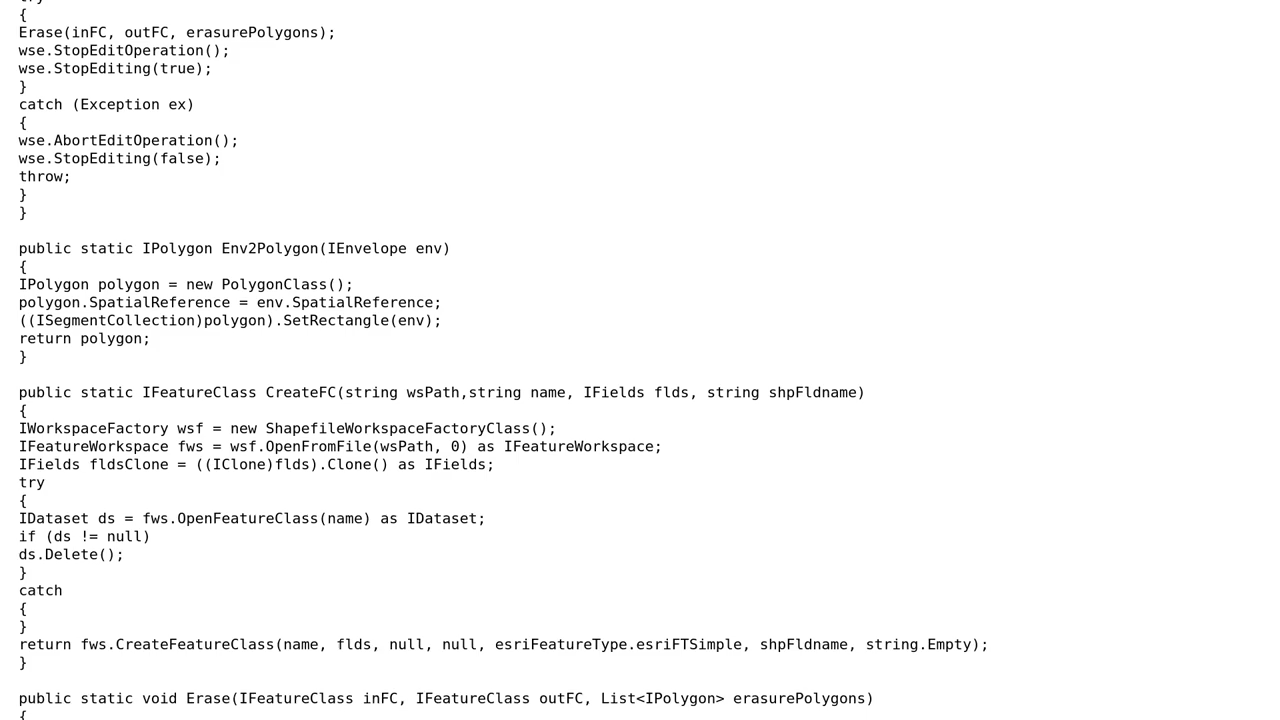 try
{
Erase(inFC, outFC, erasurePolygons);
wse.StopEditOperation();
wse.StopEditing(true);
}
catch (Exception ex)
{
wse.AbortEditOperation();
wse.StopEditing(false);
throw;
}
}
public static IPolygon Env2Polygon(IEnvelope env)
{
IPolygon polygon = new PolygonClass();
polygon.SpatialReference = env.SpatialReference;
((ISegmentCollection)polygon).SetRectangle(env);
return polygon;
}
public static IFeatureClass CreateFC(string wsPath,string name, IFields flds, string shpFldname)
{
IWorkspaceFactory wsf = new ShapefileWorkspaceFactoryClass();
IFeatureWorkspace fws = wsf.OpenFromFile(wsPath, 0) as IFeatureWorkspace;
IFields fldsClone = ((IClone)flds).Clone() as IFields;
try
{
IDataset ds = fws.OpenFeatureClass(name) as IDataset;
if (ds != null)
ds.Delete();
}
catch
{
}
return fws.CreateFeatureClass(name, flds, null, null, esriFeatureType.esriFTSimple, shpFldname, string.Empty);
}
public static void Erase(IFeatureClass inFC, IFeatureClass outFC, List<IPolygon> erasurePolygons)
{